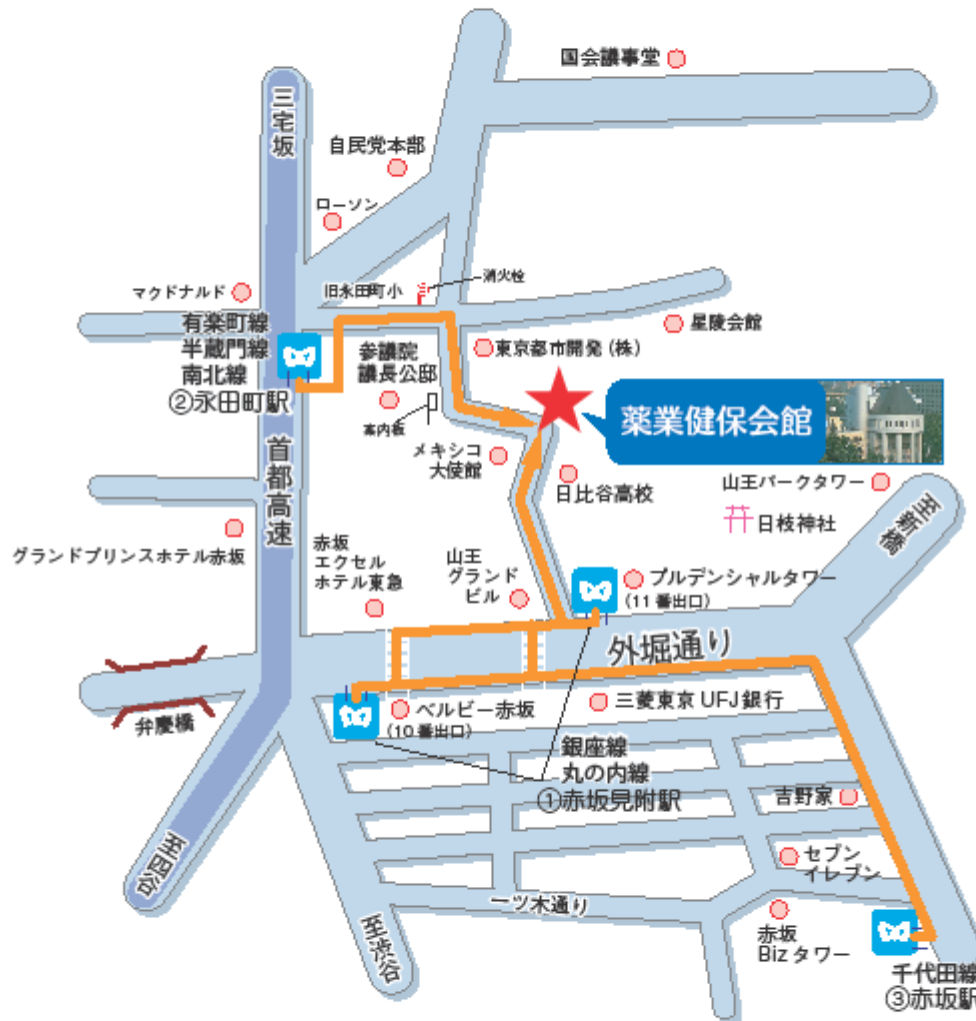 国会議事堂
三宅坂
自民党本部
ローソン
マクドナルド
旧永田町小
消火栓
有楽町線
半蔵門線
南北線
②永田町駅
参議院
議長公邸
東京都市開発(株)
星陵会館
案内板
薬業健保会館
メキシコ
大使館
日比谷高校
山王パークタワー
日枝神社
至新橋
首都高速
グランドプリンスホテル赤坂
赤坂
エクセル
ホテル東急
山王
グランド
ビル
プルデンシャルタワー
(11番出口)
外堀通り
弁慶橋
ベルビー赤坂
(10番出口)
三菱東京UFJ銀行
銀座線
丸の内線
①赤坂見附駅
吉野家
セブン
イレブン
至四谷
至渋谷
一ツ木通り
赤坂
Bizタワー
千代田線
③赤坂駅